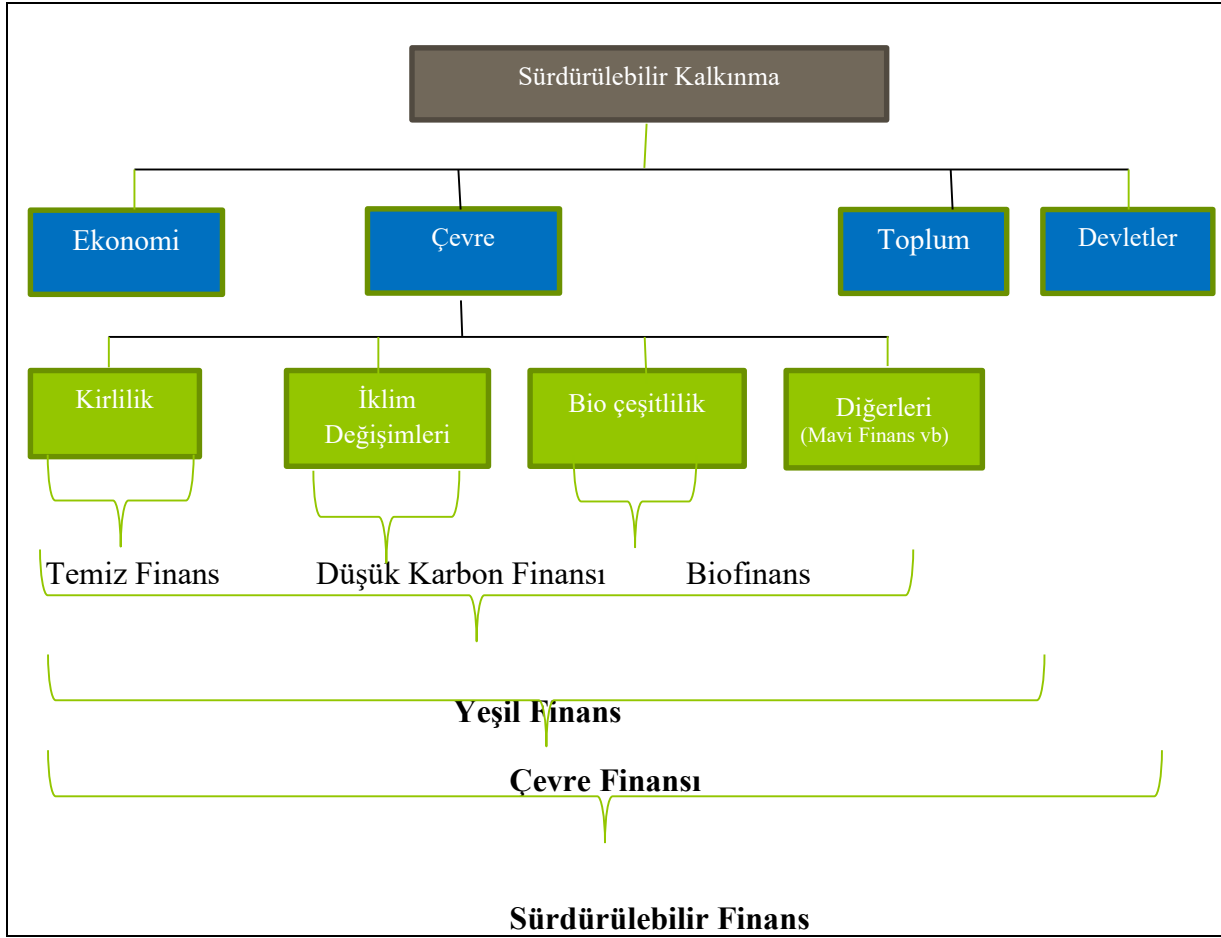 Sürdürülebilir Kalkınma
Ekonomi
Çevre
Toplum
Devletler
Kirlilik
İklim
Değişimleri
Bio çeşitlilik
Diğerleri
(Mavi Finans vb)
Temiz Finans
Düşük Karbon Finansı
Biofinans
Yeşil Finans
Çevre Finansı
Sürdürülebilir Finans